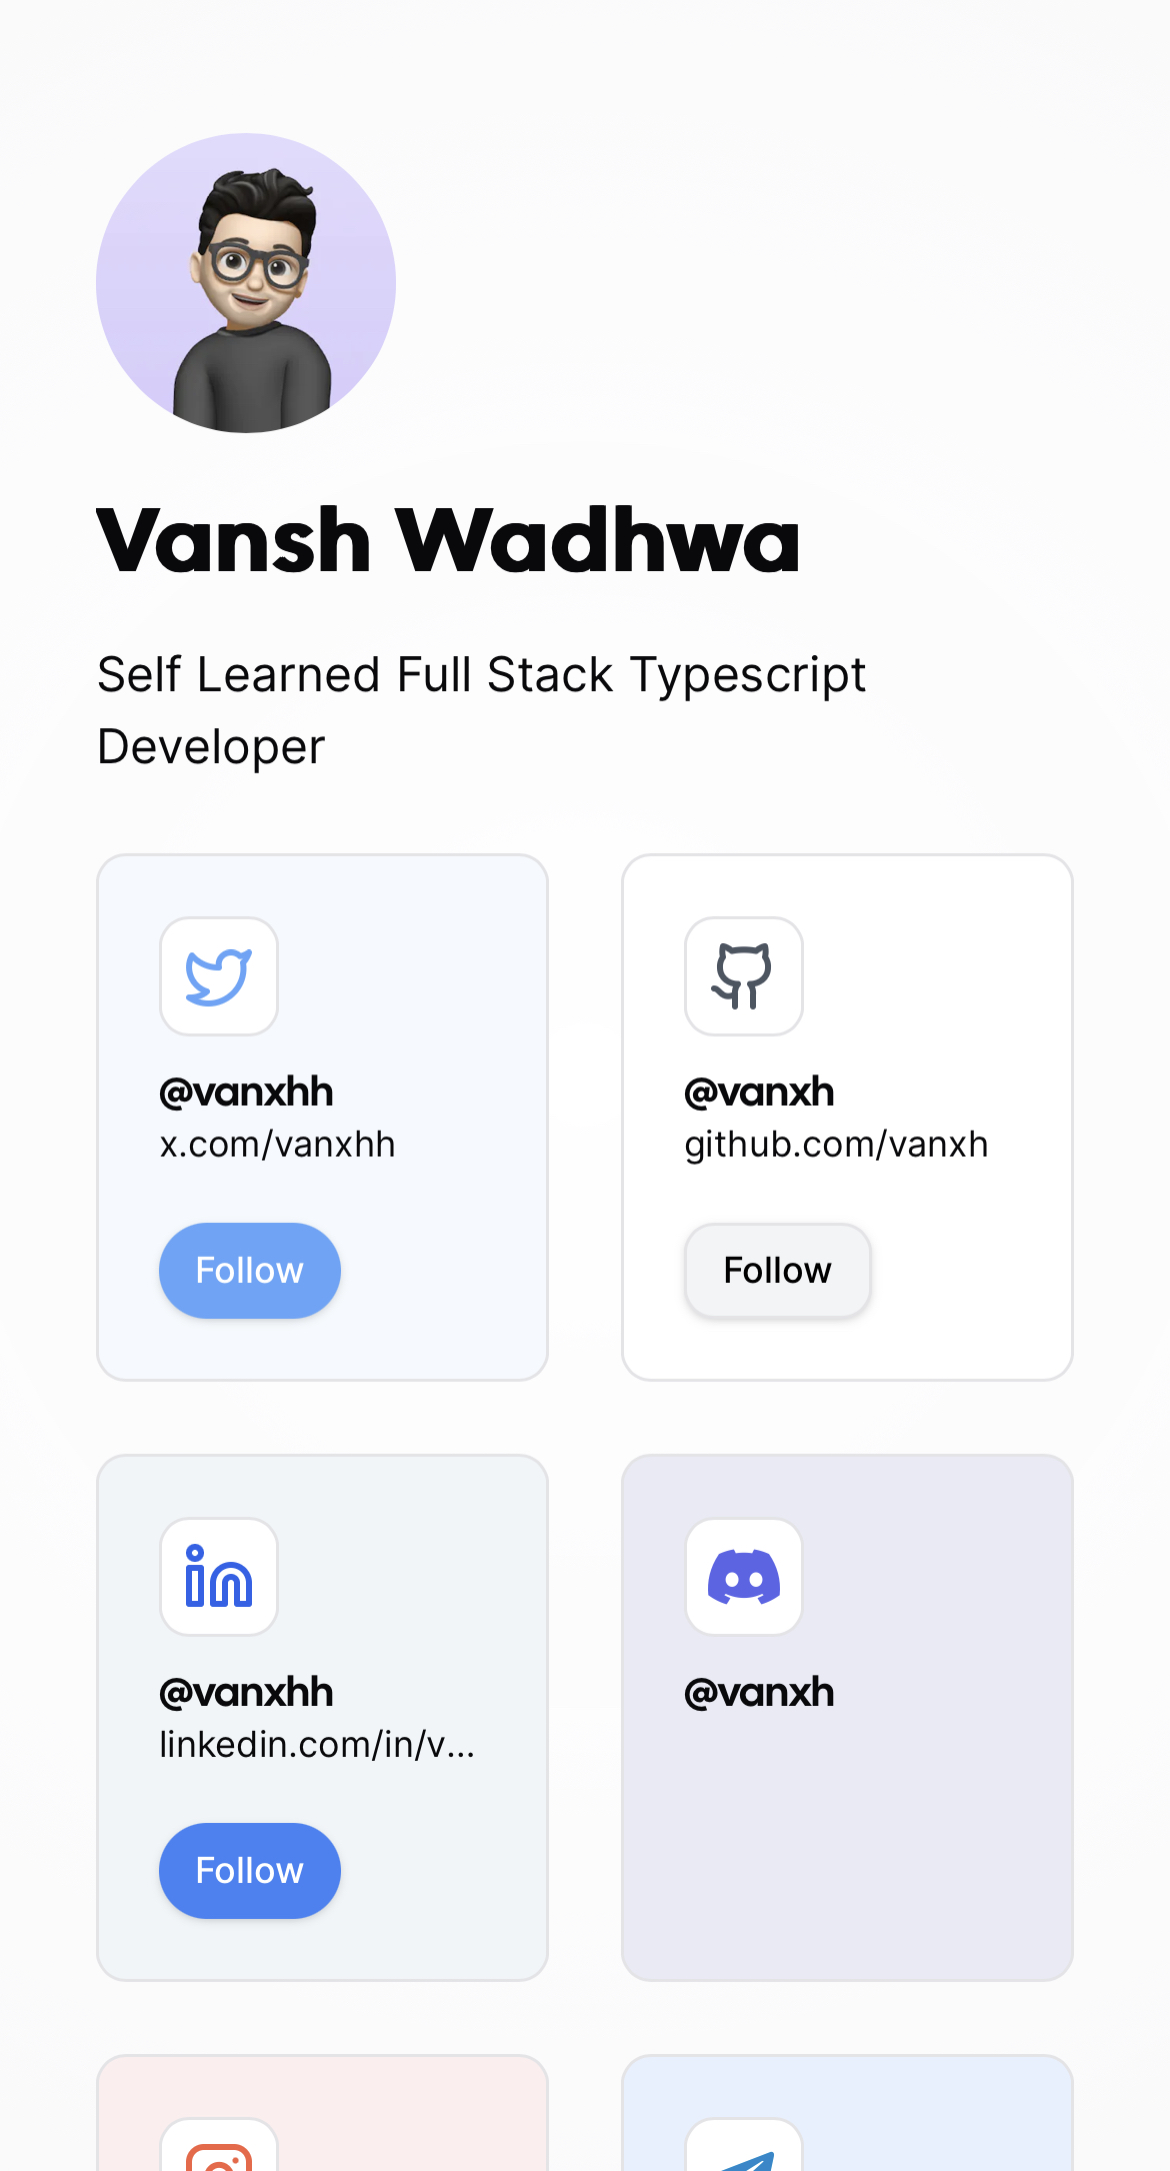 Vansh Wadhwa
Self Learned Full Stack Typescript
Developer
@vanxhh
x.com/vanxhh
Follow
@vanxh
github.com/vanxh
Follow
in
@vanxhh
linkedin.com/in/v...
Follow
@vanxh